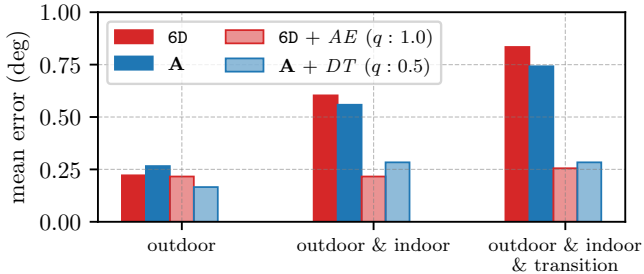 1.00
0.75
0.50
0.25
0.00
mean error (deg)
6D
A
6D + AE (q : 1.0)
A + DT (q : 0.5)
outdoor
outdoor & indoor
outdoor & indoor
& transition